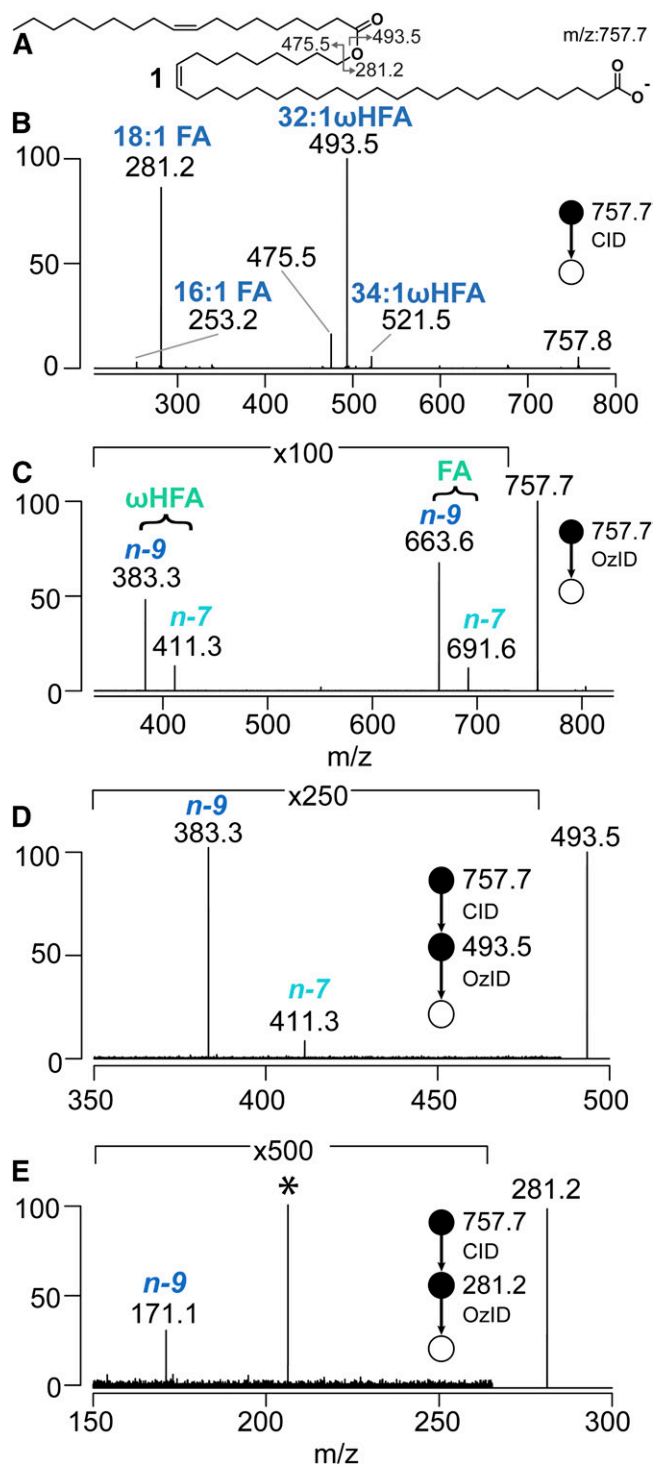 A
1
O
O
493.5
475.5
281.2
m/z:757.7
O
O-
B
100
50
0
18:1 FA
281.2
32:1ωHFA
493.5
475.5
16:1 FA
253.2
34:1ωHFA
521.5
757.8
757.7
CID
300 400 500 600 700 800
C
x100
100
50
0
ωHFA
n-9
383.3
n-7
411.3
FA
n-9
663.6
n-7
691.6
757.7
757.7
OzID
400 500 600 700 800
m/z
D
x250
100
50
0
n-9
383.3
n-7
411.3
493.5
757.7
CID
493.5
OzID
350 400 450 500
E
x500
100
50
0
n-9
171.1
*
281.2
757.7
CID
281.2
OzID
150 200 250 300
m/z